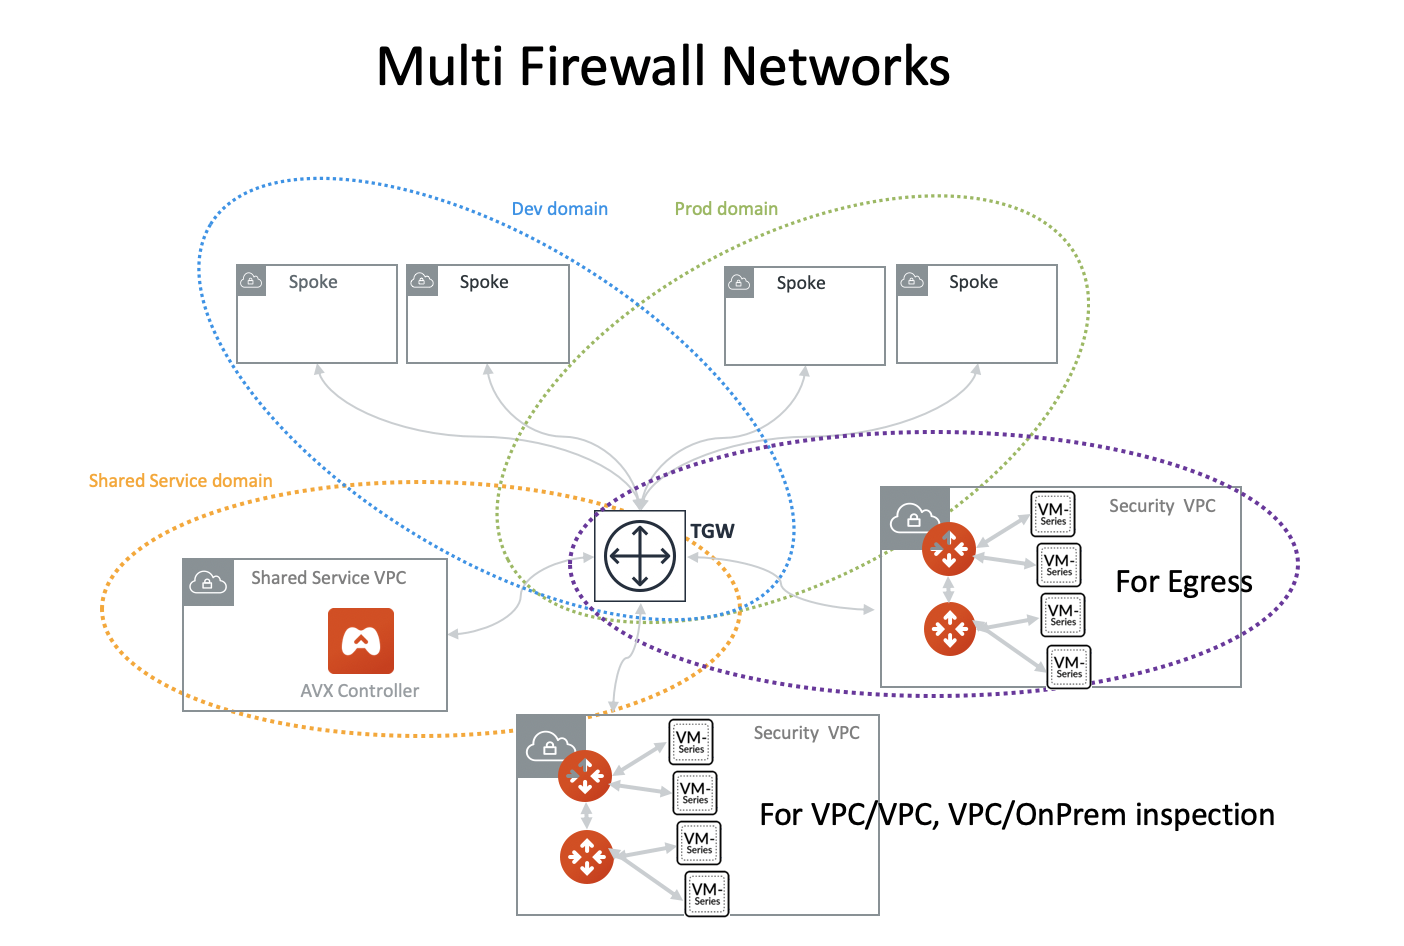 Multi Firewall Networks
Dev domain
Prod domain
Spoke
Spoke
Spoke
Spoke
Shared Service domain
TGW
Shared Service VPC
AVX Controller
Security VPC
VM-
Series
VM-
Series
VM-
Series
VM-
Series
For Egress
Security VPC
VM-
Series
VM-
Series
VM-
Series
VM-
Series
For VPC/VPC, VPC/OnPrem inspection